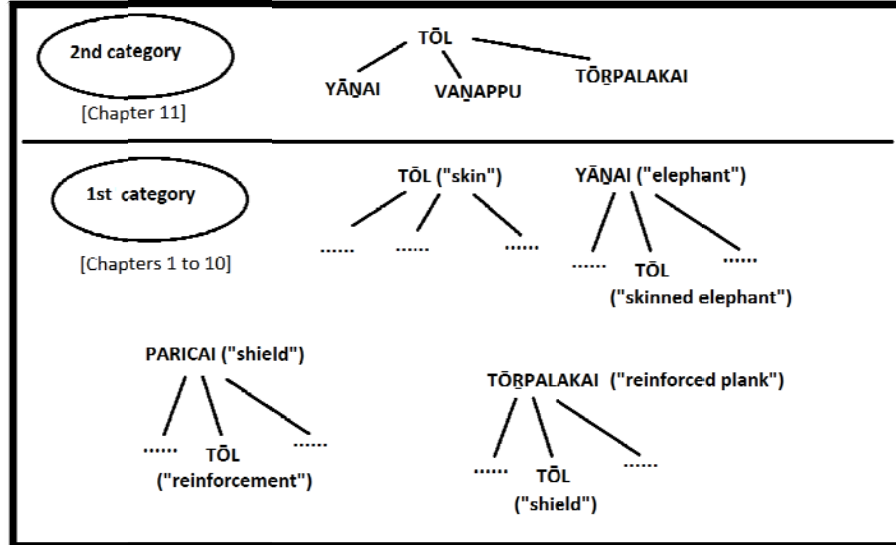 2nd category
TŌL
YĀṈAI
VAṈAPPU
TŌṞPALAKAI
[Chapter 11]
1st category
TŌL ("skin")
YĀṈAI ("elephant")
......
......
......
......
TŌL
......
[Chapters 1 to 10]
("skinned elephant")
PARICAI ("shield")
TŌṞPALAKAI ("reinforced plank")
......
TŌL
......
("reinforcement")
......
TŌL
......
("shield")